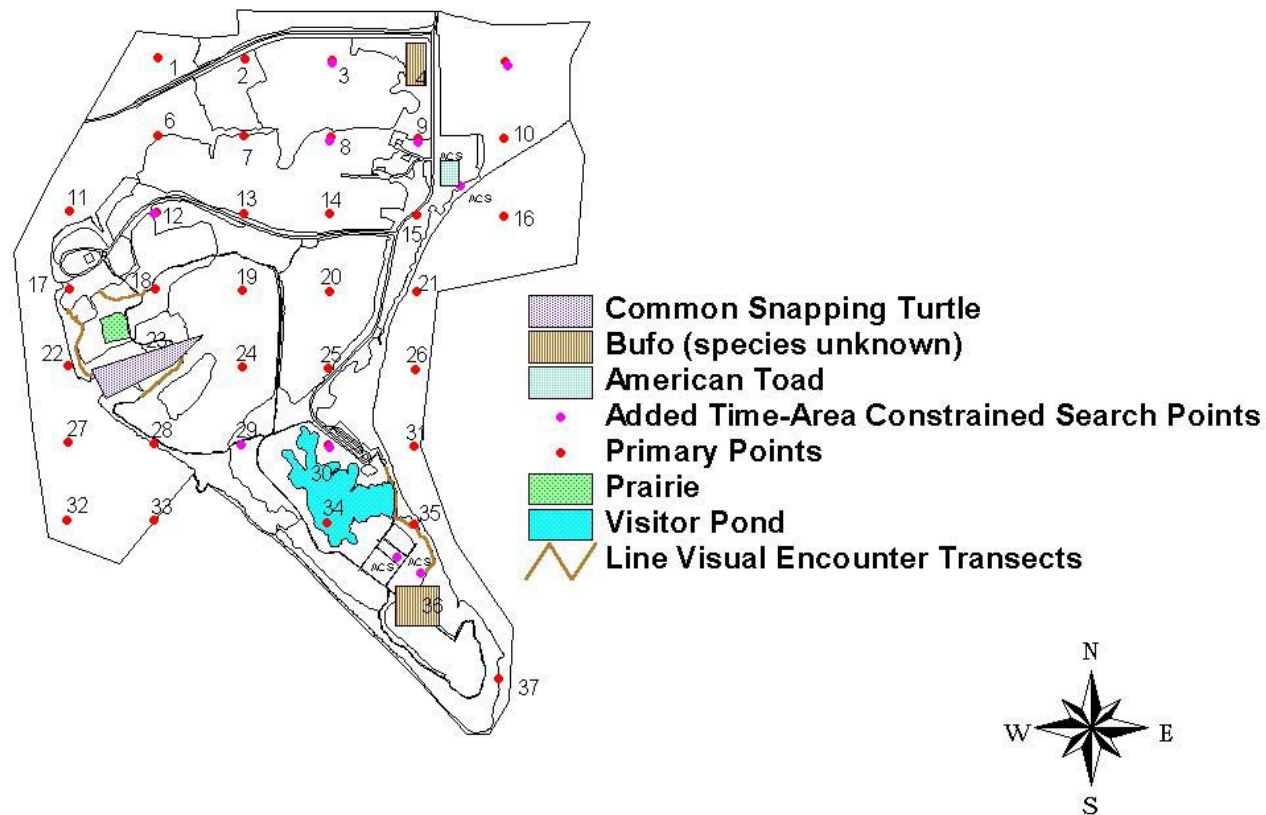 1
2
3
4
6
7
8
9
10
ACS
ACS
11
12
13
14
15
16
17
18
19
20
21
22
23
24
25
26
27
28
29
30
31
32
33
34
35
ACS
ACS
36
37
Common Snapping Turtle
Bufo (species unknown)
American Toad
Added Time-Area Constrained Search Points
Primary Points
Prairie
Visitor Pond
Line Visual Encounter Transects
N
W
E
S